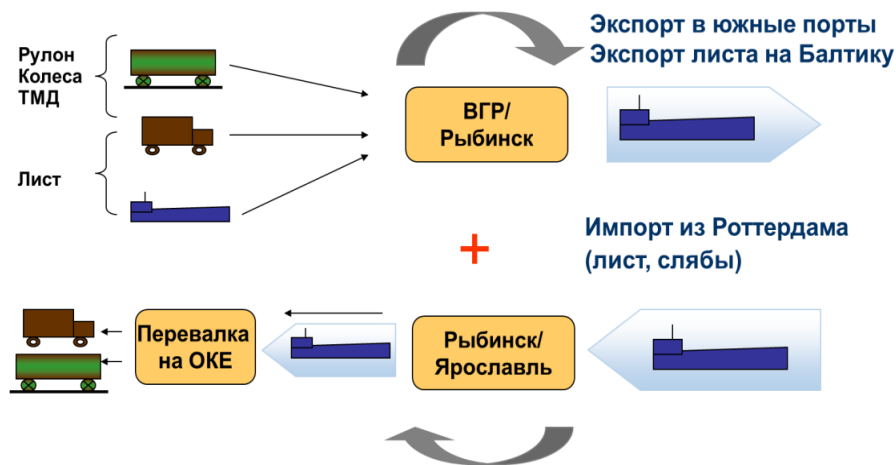 Рулон
Колеса
ТМД
Лист
ВГР/
Рыбинск
Экспорт в южные порты
Экспорт листа на Балтику
+
Импорт из Роттердама
(лист, слябы)
Перевалка
на ОКЕ
Рыбинск/
Ярославль